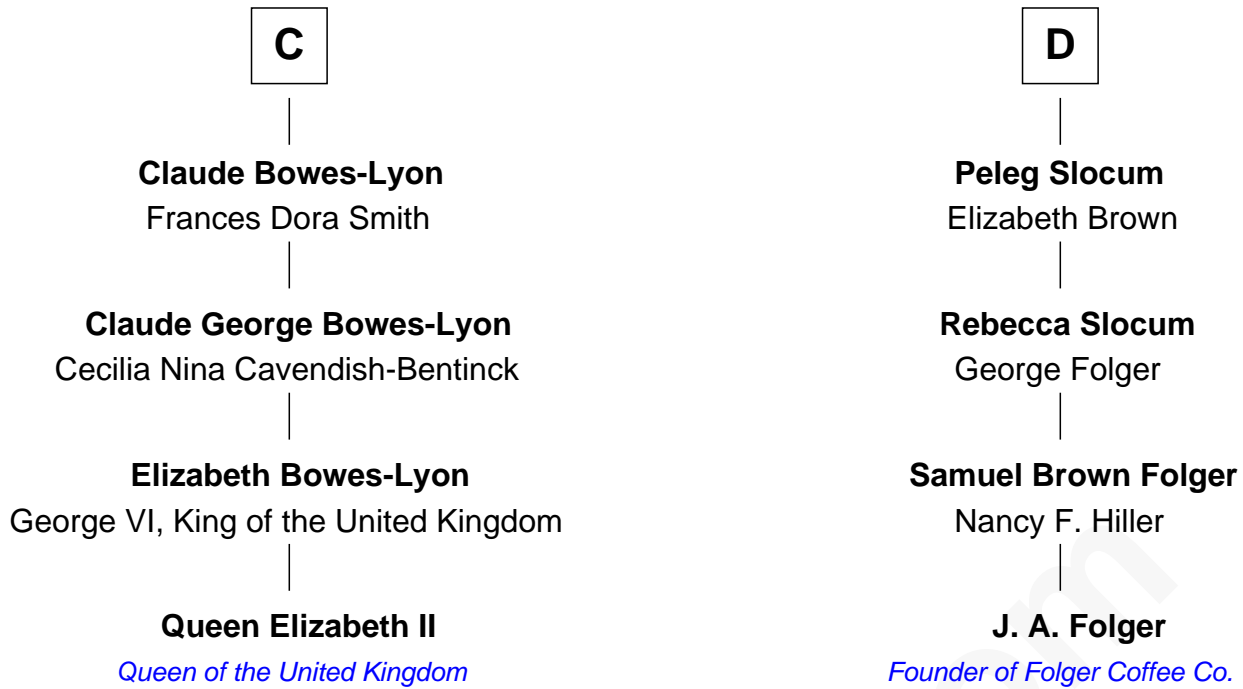 C
Claude Bowes-Lyon
Frances Dora Smith
Claude George Bowes-Lyon
Cecilia Nina Cavendish-Bentinck
Elizabeth Bowes-Lyon
George VI, King of the United Kingdom
Queen Elizabeth II
Queen of the United Kingdom
D
Peleg Slocum
Elizabeth Brown
Rebecca Slocum
George Folger
Samuel Brown Folger
Nancy F. Hiller
J. A. Folger
Founder of Folger Coffee Co.